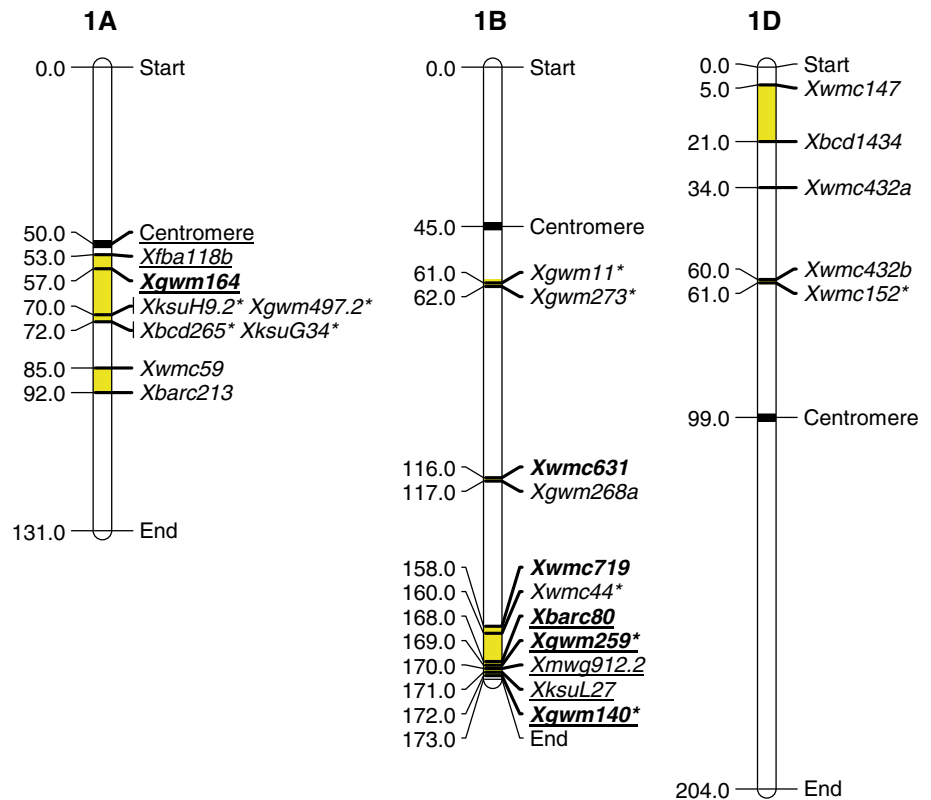 1A
0.0 Start
50.0 Centromere
53.0 Xfba118b
57.0 Xgwm164
70.0 XksuH9.2* Xgwm497.2*
72.0 Xbcd265* XksuG34*
85.0 Xwmc59
92.0 Xbarc213
131.0 End
1B
0.0 Start
45.0 Centromere
61.0 Xgwm11*
62.0 Xgwm273*
116.0 Xwmc631
117.0 Xgwm268a
158.0 Xwmc719
160.0 Xwmc44*
168.0 Xbarc80
169.0 Xgwm259*
170.0 Xmwg912.2
171.0 XksuL27
172.0 Xgwm140*
173.0 End
1D
0.0 Start
5.0 Xwmc147
21.0 Xbcd1434
34.0 Xwmc432a
60.0 Xwmc432b
61.0 Xwmc152*
99.0 Centromere
204.0 End